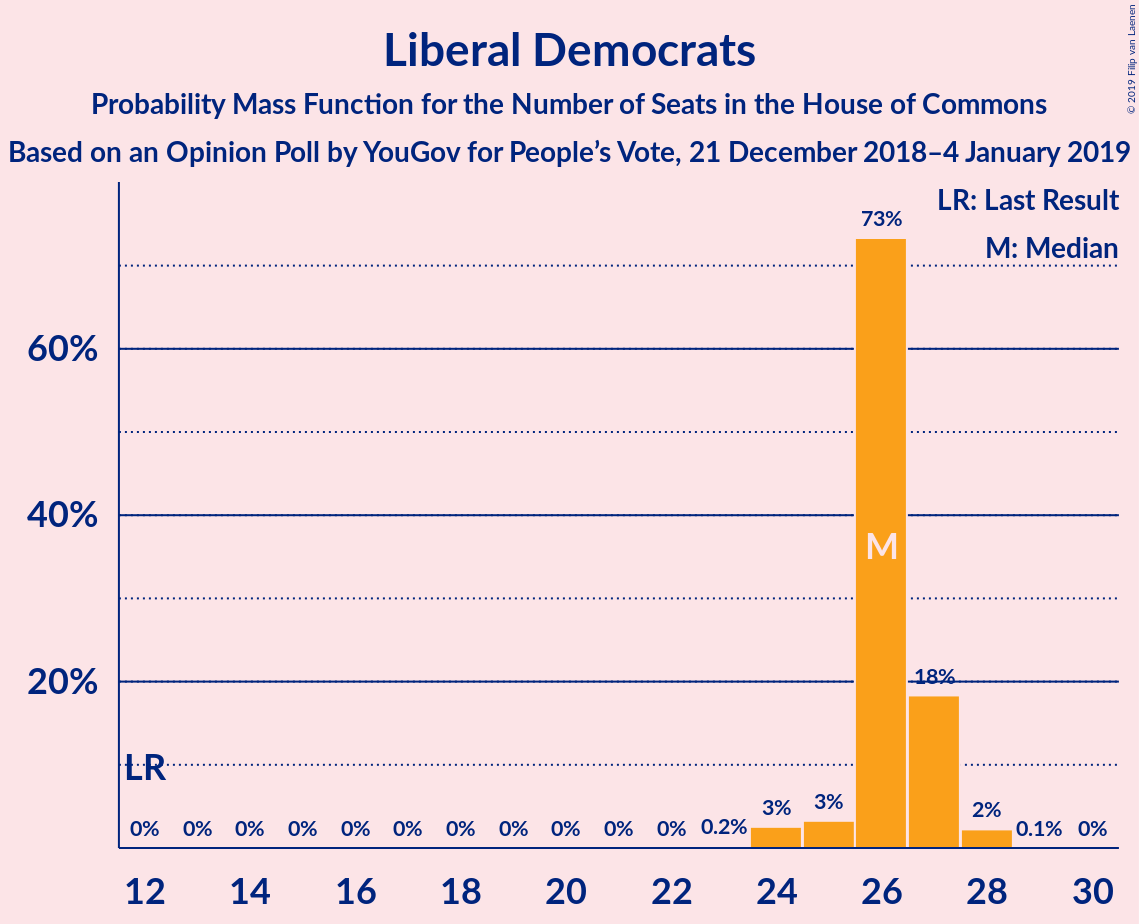 Liberal Democrats
Probability Mass Function for the Number of Seats in the House of Commons
Based on an Opinion Poll by YouGov for People’s Vote, 21 December 2018–4 January 2019
© 2019 Filip van Laenen
LR: Last Result
M: Median
73%
60%
40%
M
20%
18%
LR
0% 0% 0% 0% 0% 0% 0% 0% 0% 0% 0% 0.2% 3% 3% 2% 0.1% 0%
12 14 16 18 20 22 24 26 28 30